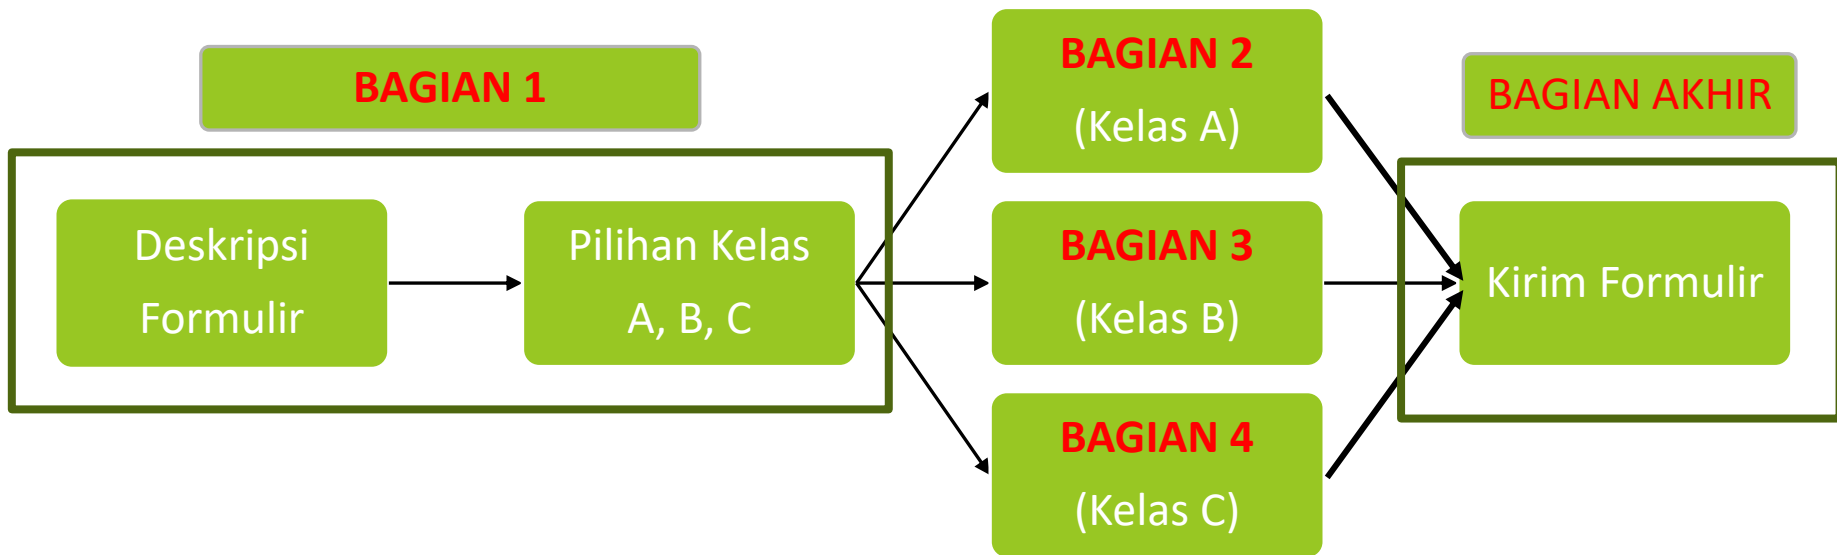 BAGIAN 1
Deskripsi
Formulir
Pilihan Kelas
A, B, C
BAGIAN 2
(Kelas A)
BAGIAN 3
(Kelas B)
BAGIAN 4
(Kelas C)
BAGIAN AKHIR
Kirim Formulir